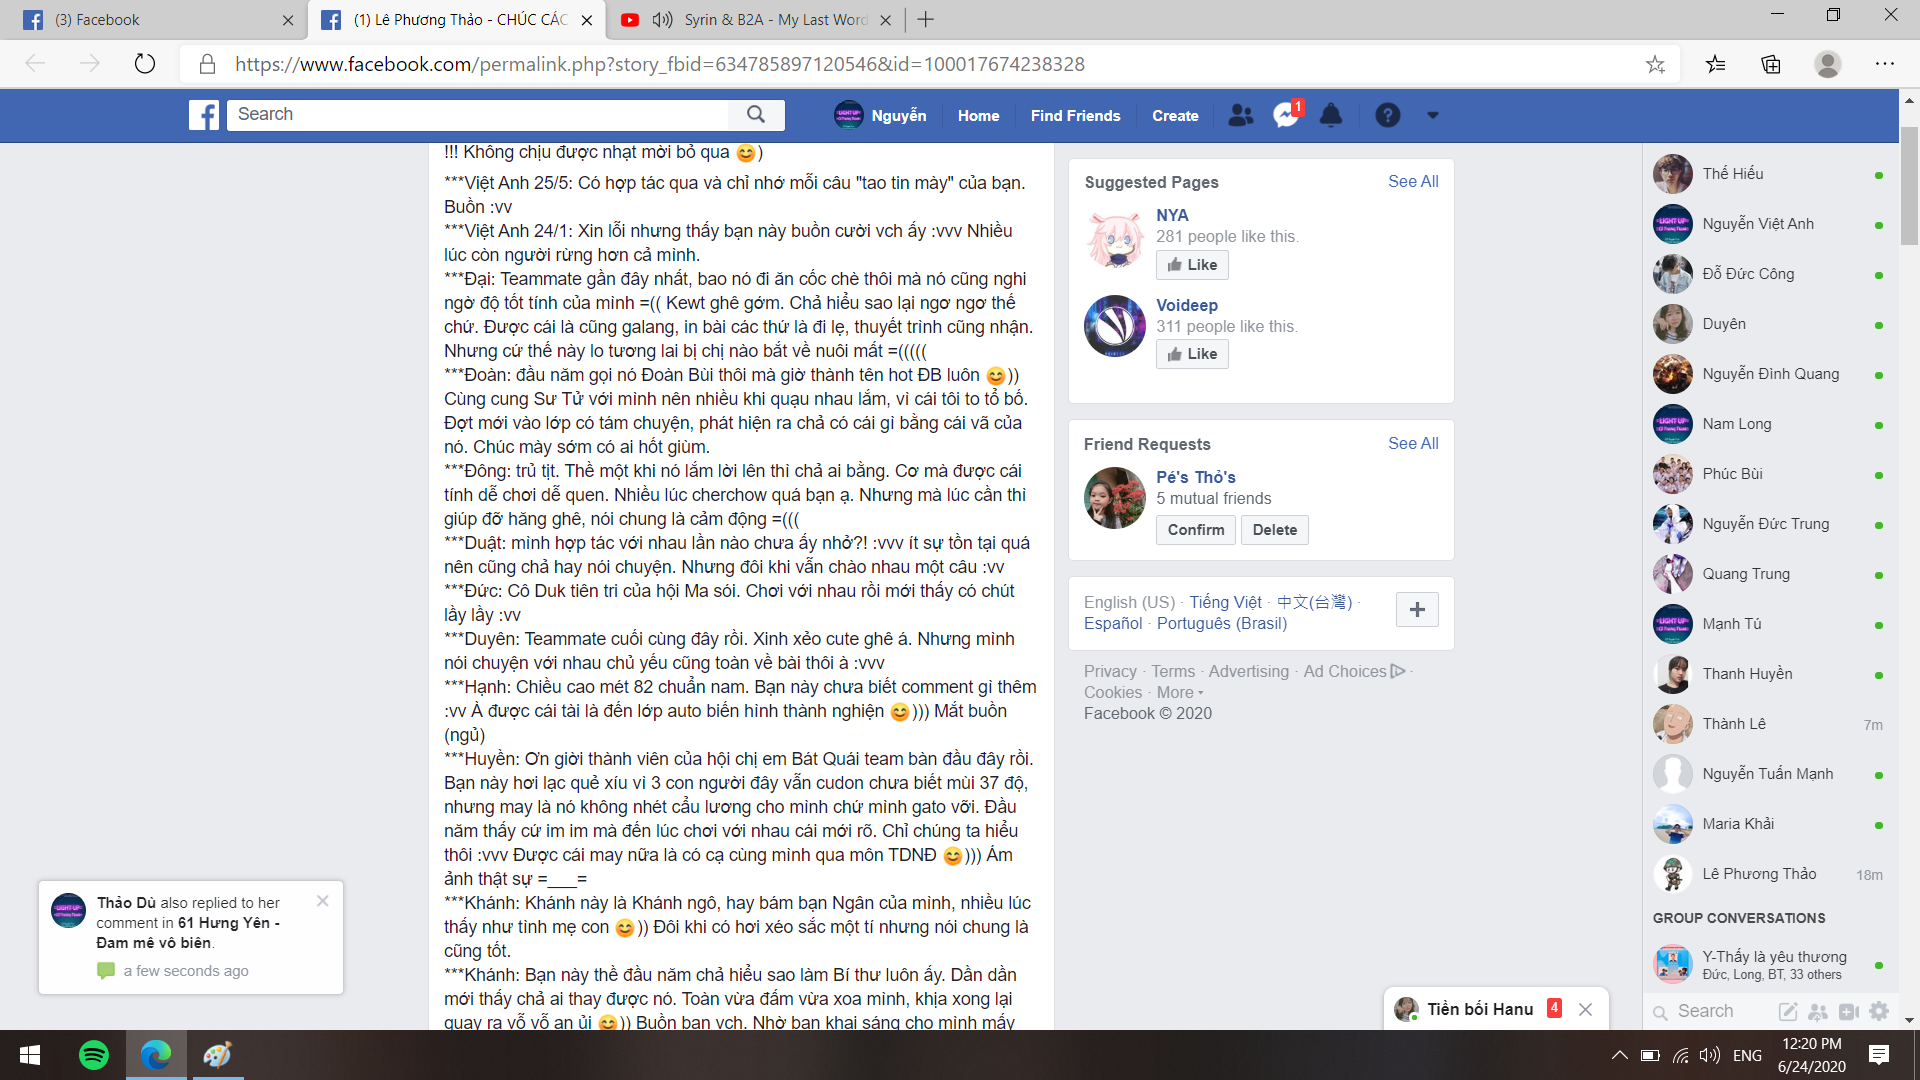 (3) Facebook
(1) Lê Phương Thảo - CHÚC CÁC
Syrin & B2A - My Last Word
https://www.facebook.com/permalink.php?story_fbid=634785897120546&id=100017674238328
Search
Nguyễn
Home
Find Friends
Create
1
!!! Không chịu được nhạt mời bỏ qua 😊)
***Việt Anh 25/5: Có hợp tác qua và chỉ nhớ mỗi câu "tao tin mày" của bạn.
Buồn :vv
***Việt Anh 24/1: Xin lỗi nhưng thấy bạn này buồn cười vch ấy :vvv Nhiều
lúc còn người rừng hơn cả mình.
***Đại: Teammate gần đây nhất, bao nó đi ăn cốc chè thôi mà nó cũng nghi
ngờ độ tốt tính của mình =(( Kewt ghê gớm. Chả hiểu sao lại ngơ ngơ thế
chứ. Được cái là cũng galang, in bài các thứ là đi lẹ, thuyết trình cũng nhận.
Nhưng cứ thế này lo tương lai bị chị nào bắt về nuôi mất =(((((
***Đoàn: đầu năm gọi nó Đoàn Bùi thôi mà giờ thành tên hot ĐB luôn 😊))
Cùng cung Sư Tử với mình nên nhiều khi quạu nhau lắm, vì cái tôi to tổ bố.
Đợt mới vào lớp có tám chuyện, phát hiện ra chả có cái gì bằng cái vã của
nó. Chúc mày sớm có ai hốt giùm.
***Đông: trủ tịt. Thề một khi nó lắm lời lên thì chả ai bằng. Cơ mà được cái
tính dễ chơi dễ quen. Nhiều lúc cherchow quá bạn ạ. Nhưng mà lúc cần thì
giúp đỡ hăng ghê, nói chung là cảm động =(((
***Duật: mình hợp tác với nhau lần nào chưa ấy nhở?! :vvv ít sự tồn tại quá
nên cũng chả hay nói chuyện. Nhưng đôi khi vẫn chào nhau một câu :vv
***Đức: Cô Duk tiên tri của hội Ma sói. Chơi với nhau rồi mới thấy có chút
lầy lầy :vv
***Duyên: Teammate cuối cùng đây rồi. Xinh xẻo cute ghê á. Nhưng mình
nói chuyện với nhau chủ yếu cũng toàn về bài thôi à :vvv
***Hạnh: Chiều cao mét 82 chuẩn nam. Bạn này chưa biết comment gì thêm
:vv À được cái tài là đến lớp auto biến hình thành nghiện 😊))) Mắt buồn
(ngủ)
***Huyền: Ơn giời thành viên của hội chị em Bát Quái team bàn đầu đây rồi.
Bạn này hơi lạc quẻ xíu vì 3 con người đây vẫn cudon chưa biết mùi 37 độ,
nhưng may là nó không nhét cẩu lương cho mình chứ mình gato vỡi. Đầu
năm thấy cứ im im mà đến lúc chơi với nhau cái mới rõ. Chỉ chúng ta hiểu
thôi :vvv Được cái may nữa là có cạ cùng mình qua môn TDNĐ 😊))) Ám
ảnh thật sự =___=
***Khánh: Khánh này là Khánh ngô, hay bám bạn Ngân của mình, nhiều lúc
thấy như tình mẹ con 😊)) Đôi khi có hơi xéo sắc một tí nhưng nói chung là
cũng tốt.
***Khánh: Bạn này thề đầu năm chả hiểu sao làm Bí thư luôn ấy. Dần dần
mới thấy chả ai thay được nó. Toàn vừa đấm vừa xoa mình, khịa xong lại
quay ra vỗ vỗ an ủi 😊)) Buồn bạn vch. Nhờ bạn khai sáng cho mình mấy
Suggested Pages
See All
NYA
281 people like this.
Like
Voideep
311 people like this.
Like
Friend Requests
See All
Pé's Thỏ's
5 mutual friends
Confirm
Delete
English (US) · Tiếng Việt · 中文(台灣) ·
Español · Português (Brasil)
Privacy · Terms · Advertising · Ad Choices ·
Cookies · More
Facebook © 2020
Thế Hiếu
Nguyễn Việt Anh
Đỗ Đức Công
Duyên
Nguyễn Đình Quang
Nam Long
Phúc Bùi
Nguyễn Đức Trung
Quang Trung
Mạnh Tú
Thanh Huyền
Thành Lê
7m
Nguyễn Tuấn Mạnh
Maria Khải
Lê Phương Thảo
18m
GROUP CONVERSATIONS
Y-Thấy là yêu thương
Đức, Long, BT, 33 others
Search
Thảo Dù also replied to her
comment in 61 Hưng Yên -
Đam mê vô biên.
a few seconds ago
Tiền bối Hanu
4
ENG
12:20 PM
6/24/2020